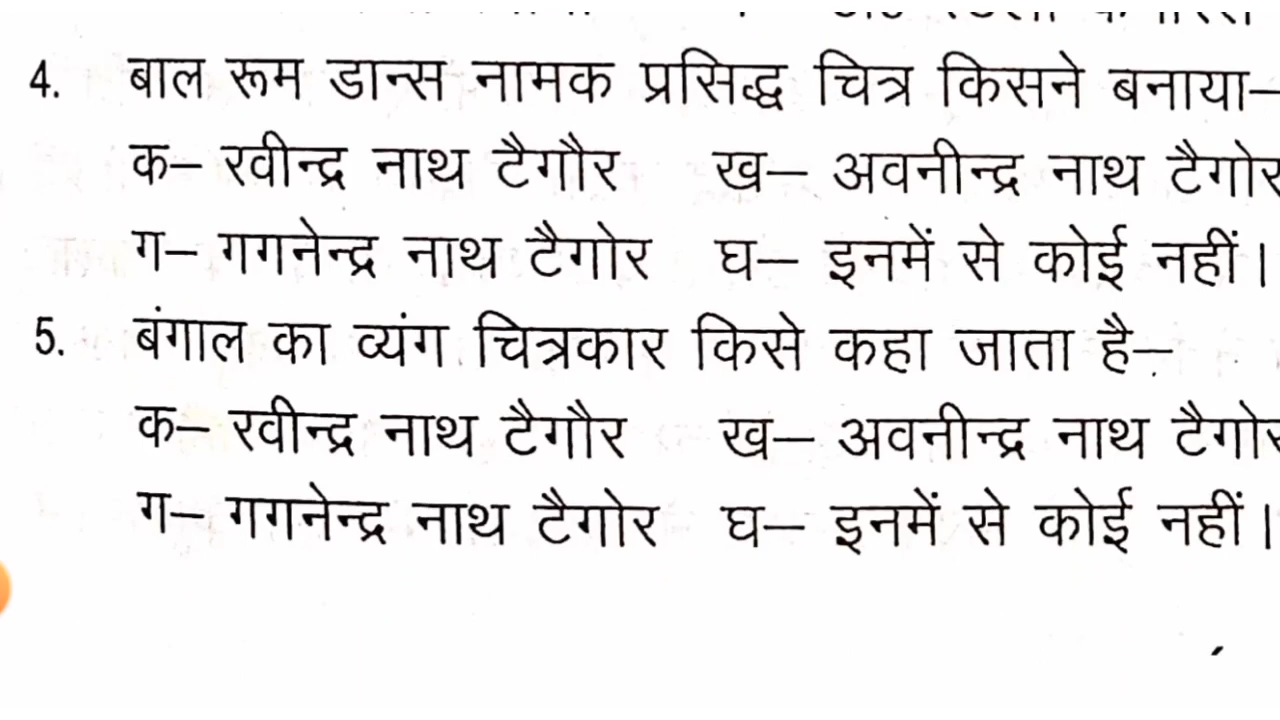 4. बाल रूम डान्स नामक प्रसिद्ध चित्र किसने बनाया–
क– रवीन्द्र नाथ टैगौर ख– अवनीन्द्र नाथ टैगोर
ग– गगनेन्द्र नाथ टैगोर घ– इनमें से कोई नहीं।
5. बंगाल का व्यंग चित्रकार किसे कहा जाता है–
क– रवीन्द्र नाथ टैगौर ख– अवनीन्द्र नाथ टैगोर
ग– गगनेन्द्र नाथ टैगोर घ– इनमें से कोई नहीं।